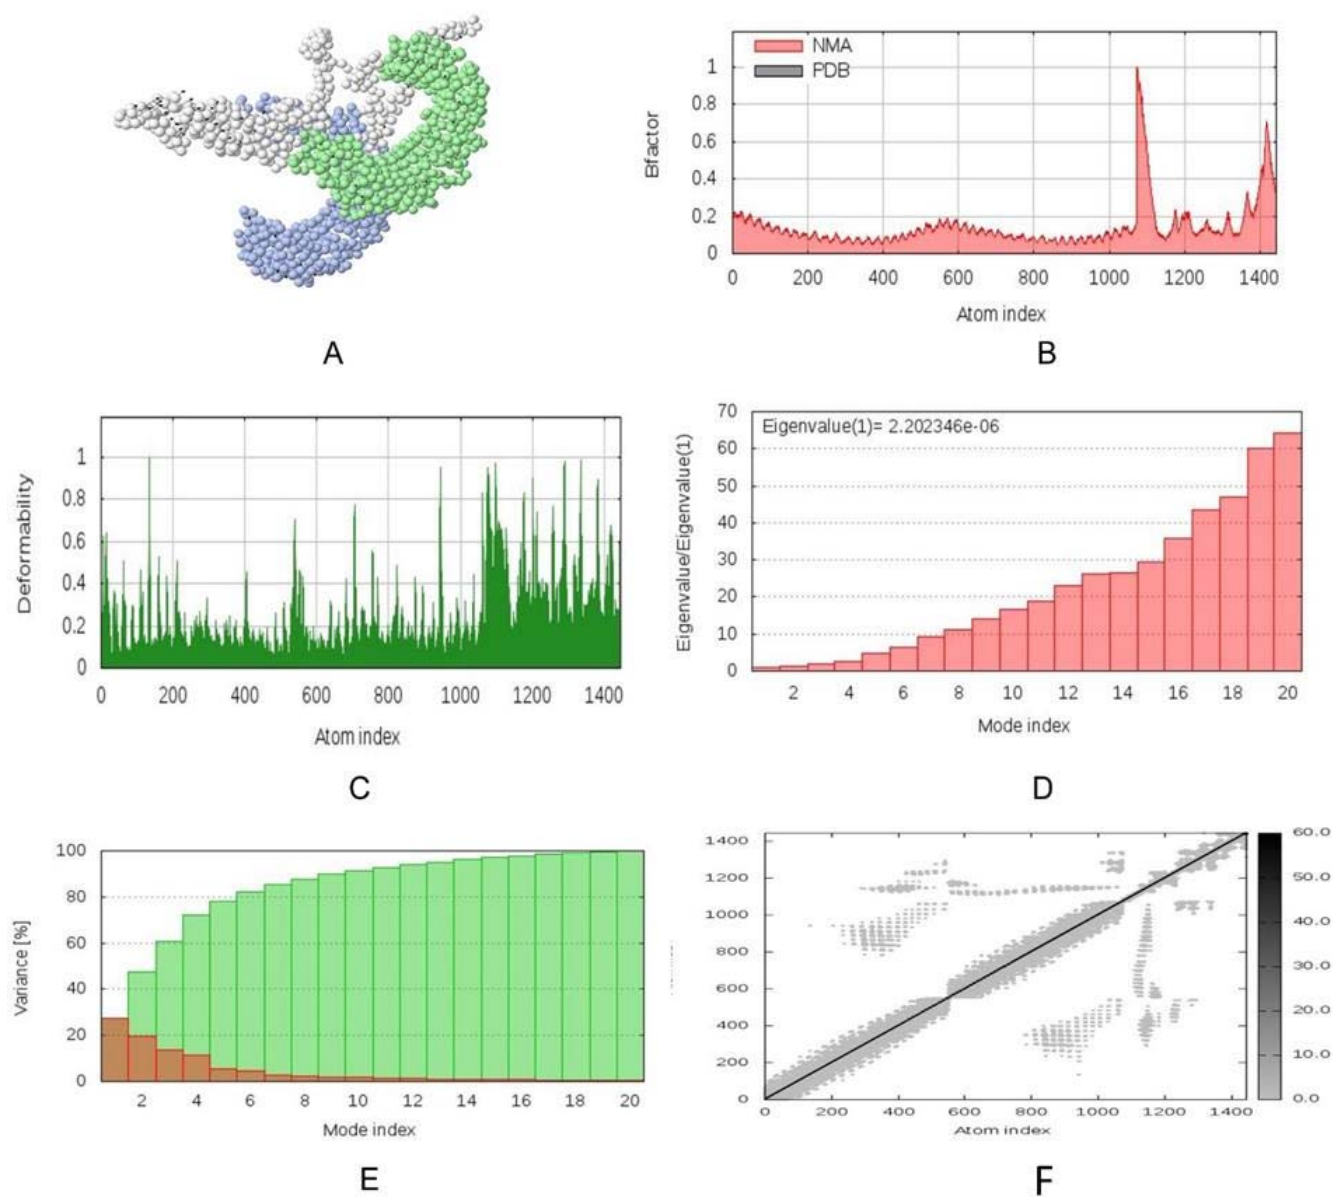 NMA
PDB
Bfactor
1
0.8
0.6
0.4
0.2
0
0 200 400 600 800 1000 1200 1400
Atom index
A
B
Deformability
1
0.8
0.6
0.4
0.2
0
0 200 400 600 800 1000 1200 1400
Atom index
C
Eigenvalue(1)= 2.202346e-06
Eigenvalue/Eigenvalue(1)
70
60
50
40
30
20
10
0
2 4 6 8 10 12 14 16 18 20
Mode index
D
Variance [%]
100
80
60
40
20
0
2 4 6 8 10 12 14 16 18 20
Mode index
E
1400
1200
1000
800
600
400
200
0
0 200 400 600 800 1000 1200 1400
Atom index
60.0
50.0
40.0
30.0
20.0
10.0
0.0
F